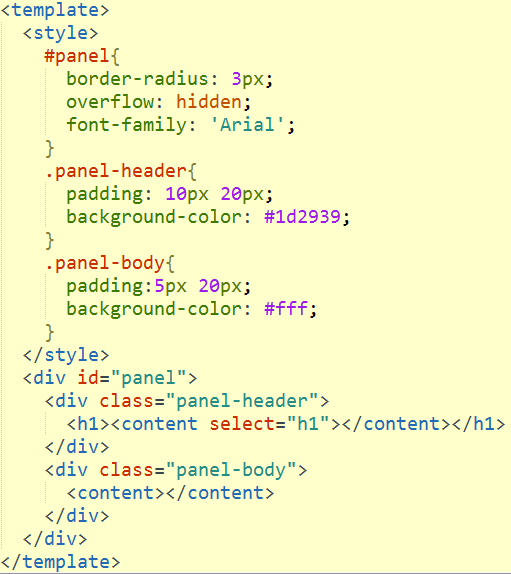 <template>
  <style>
    #panel{
      border-radius: 3px;
      overflow: hidden;
      font-family: 'Arial';
    }
    .panel-header{
      padding: 10px 20px;
      background-color: #1d2939;
    }
    .panel-body{
      padding:5px 20px;
      background-color: #fff;
    }
  </style>
  <div id="panel">
    <div class="panel-header">
      <h1><content select="h1"></content></h1>
    </div>
    <div class="panel-body">
      <content></content>
    </div>
  </div>
</template>